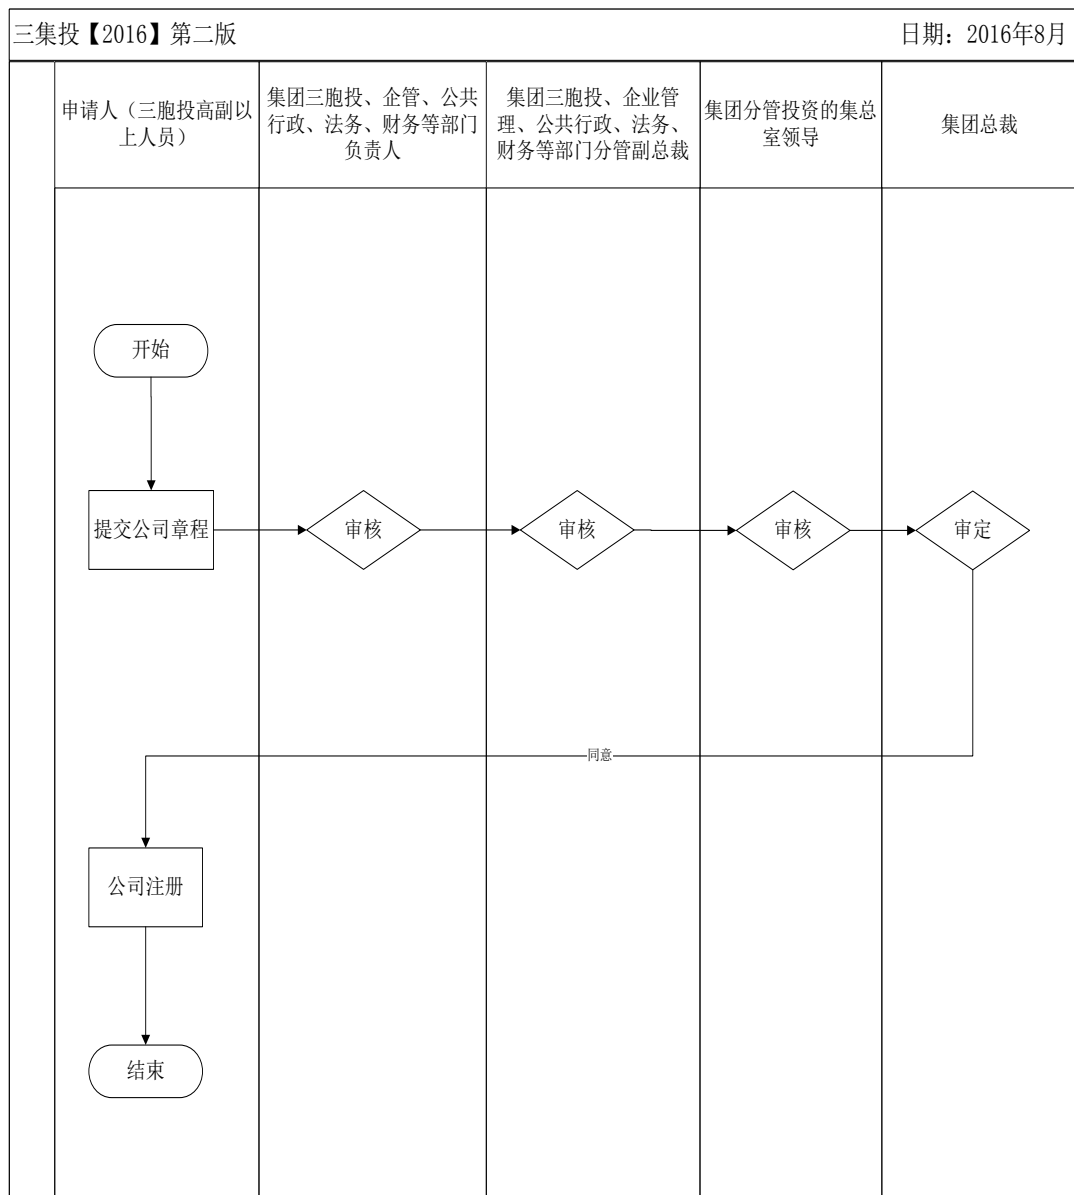 三集投【2016】第二版
日期：2016年8月
申请人（三胞投高副以
上人员）
集团三胞投、企管、公共
行政、法务、财务等部门
负责人
集团三胞投、企业管
理、公共行政、法务、
财务等部门分管副总裁
集团分管投资的集总
室领导
集团总裁
开始
提交公司章程
审核
审核
审核
审定
同意
公司注册
结束